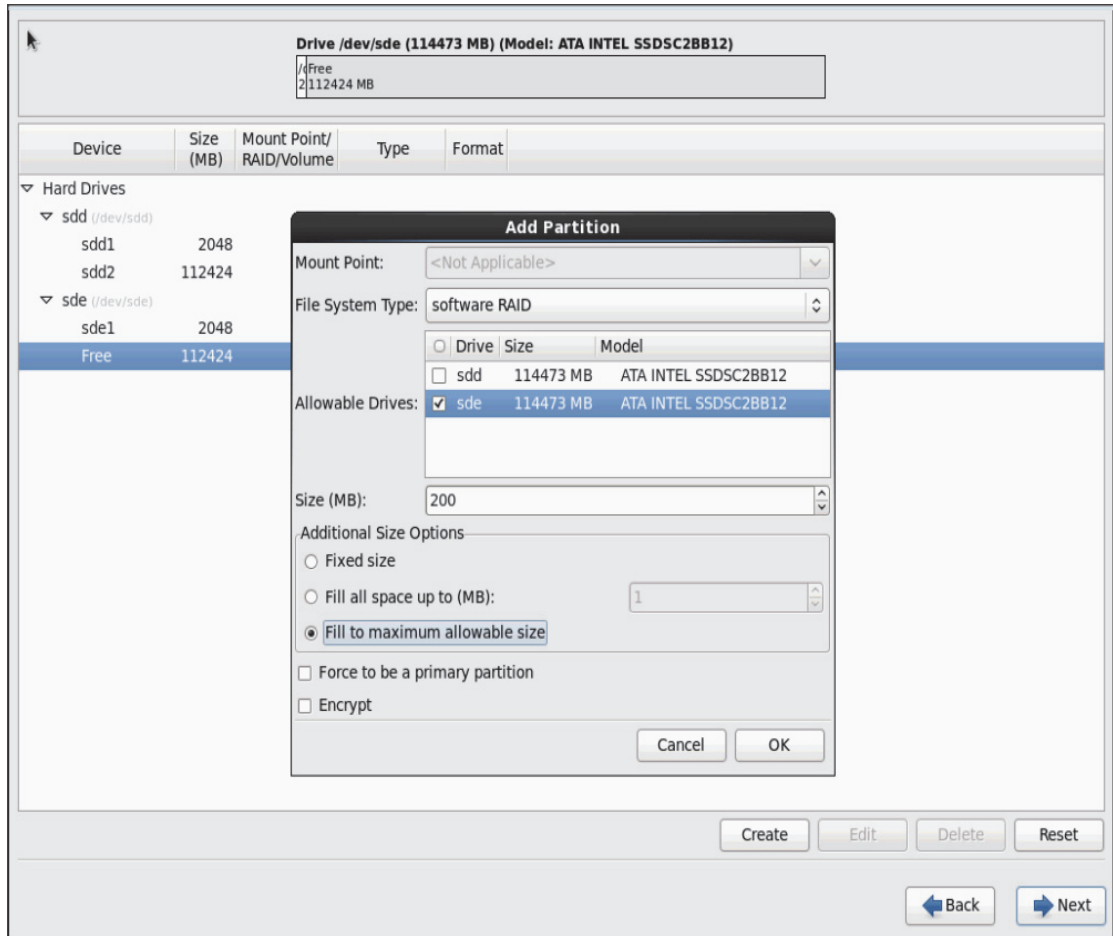 Drive /dev/sde (114473 MB) (Model: ATA INTEL SSDSC2BB12)
Free
2 112424 MB
Device Size (MB) Mount Point/ RAID/Volume Type Format
Hard Drives
sdd (/dev/sdd)
sdd1 2048
sdd2 112424
sde (/dev/sde)
sde1 2048
Free 112424
Add Partition
Mount Point: <Not Applicable>
File System Type: software RAID
Allowable Drives:
Drive Size Model
sdd 114473 MB ATA INTEL SSDSC2BB12
sde 114473 MB ATA INTEL SSDSC2BB12
Size (MB): 200
Additional Size Options
Fixed size
Fill all space up to (MB): 1
Fill to maximum allowable size
Force to be a primary partition
Encrypt
Cancel OK
Create Edit Delete Reset
Back Next